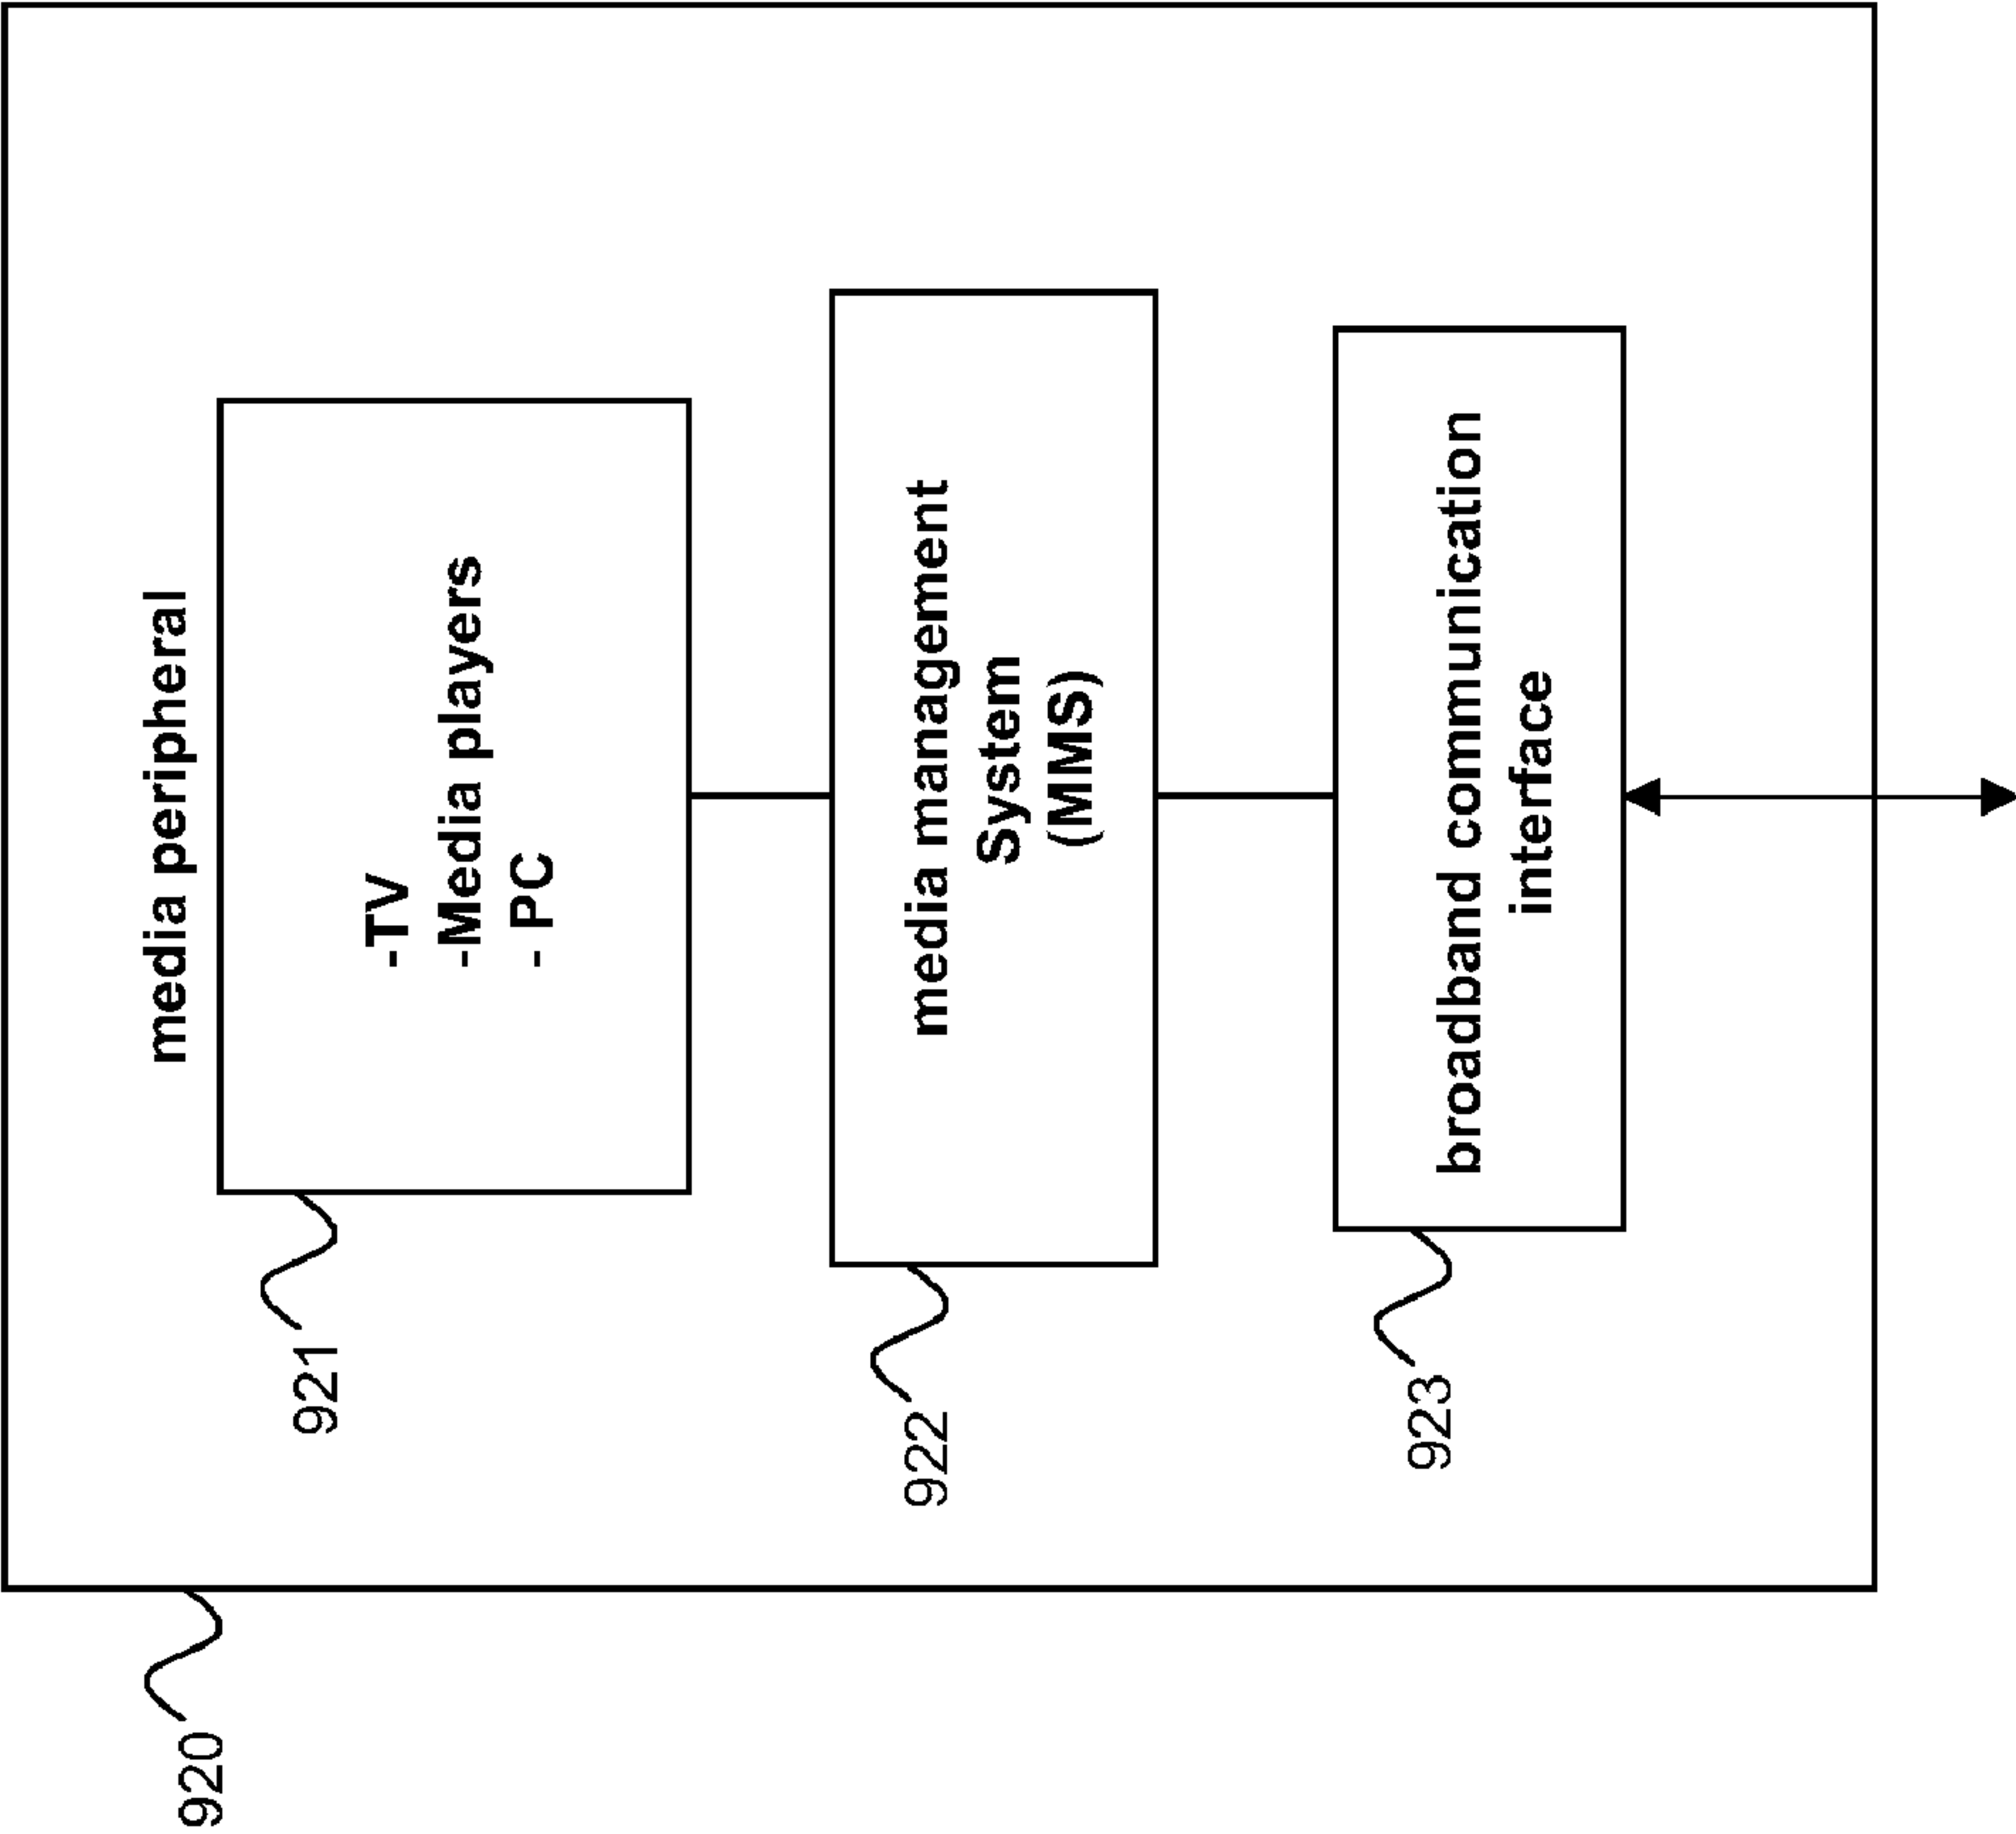 920
media peripheral
921
-TV
-Media players
- PC
922
media management
System
(MMS)
923
broadband communication
interface